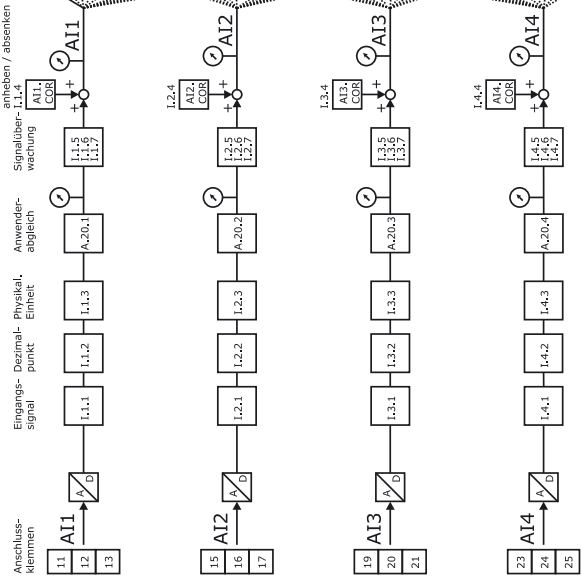 Anschluss-
klemmen
Eingangs-
signal
Dezimal-
punkt
Physikal.
Einheit
Anwender-
abgleich
Signalüber-
wachung
anheben / absenken
11
12
13
AI1
A
D
I.1.1
I.1.2
I.1.3
A.20.1
I.1.5
I.1.6
I.1.7
+
+
I.1.4
AI1.
COR
AI1
15
16
17
AI2
A
D
I.2.1
I.2.2
I.2.3
A.20.2
I.2.5
I.2.6
I.2.7
+
+
I.2.4
AI2.
COR
AI2
19
20
21
AI3
A
D
I.3.1
I.3.2
I.3.3
A.20.3
I.3.5
I.3.6
I.3.7
+
+
I.3.4
AI3.
COR
AI3
23
24
25
AI4
A
D
I.4.1
I.4.2
I.4.3
A.20.4
I.4.5
I.4.6
I.4.7
+
+
I.4.4
AI4.
COR
AI4